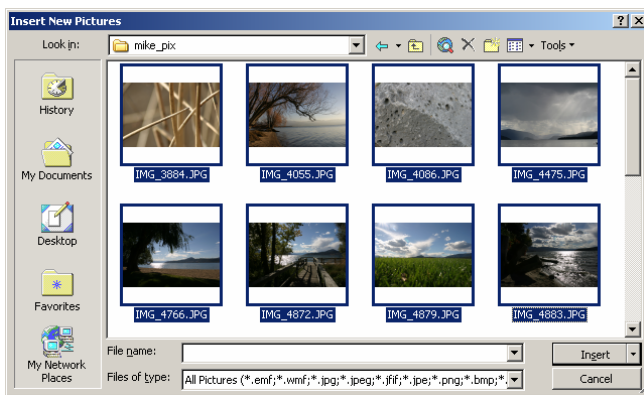 Insert New Pictures
Look in: mike_pix Tools
History
My Documents
Desktop
Favorites
My Network
Places
IMG_3884.JPG IMG_4055.JPG IMG_4086.JPG IMG_4475.JPG
IMG_4766.JPG IMG_4872.JPG IMG_4879.JPG IMG_4883.JPG
File name: Insert
Files of type: All Pictures (*.emf;*.wmf;*.jpg;*.jpeg;*.jfif;*.jpe;*.png;*.bmp;*. Cancel